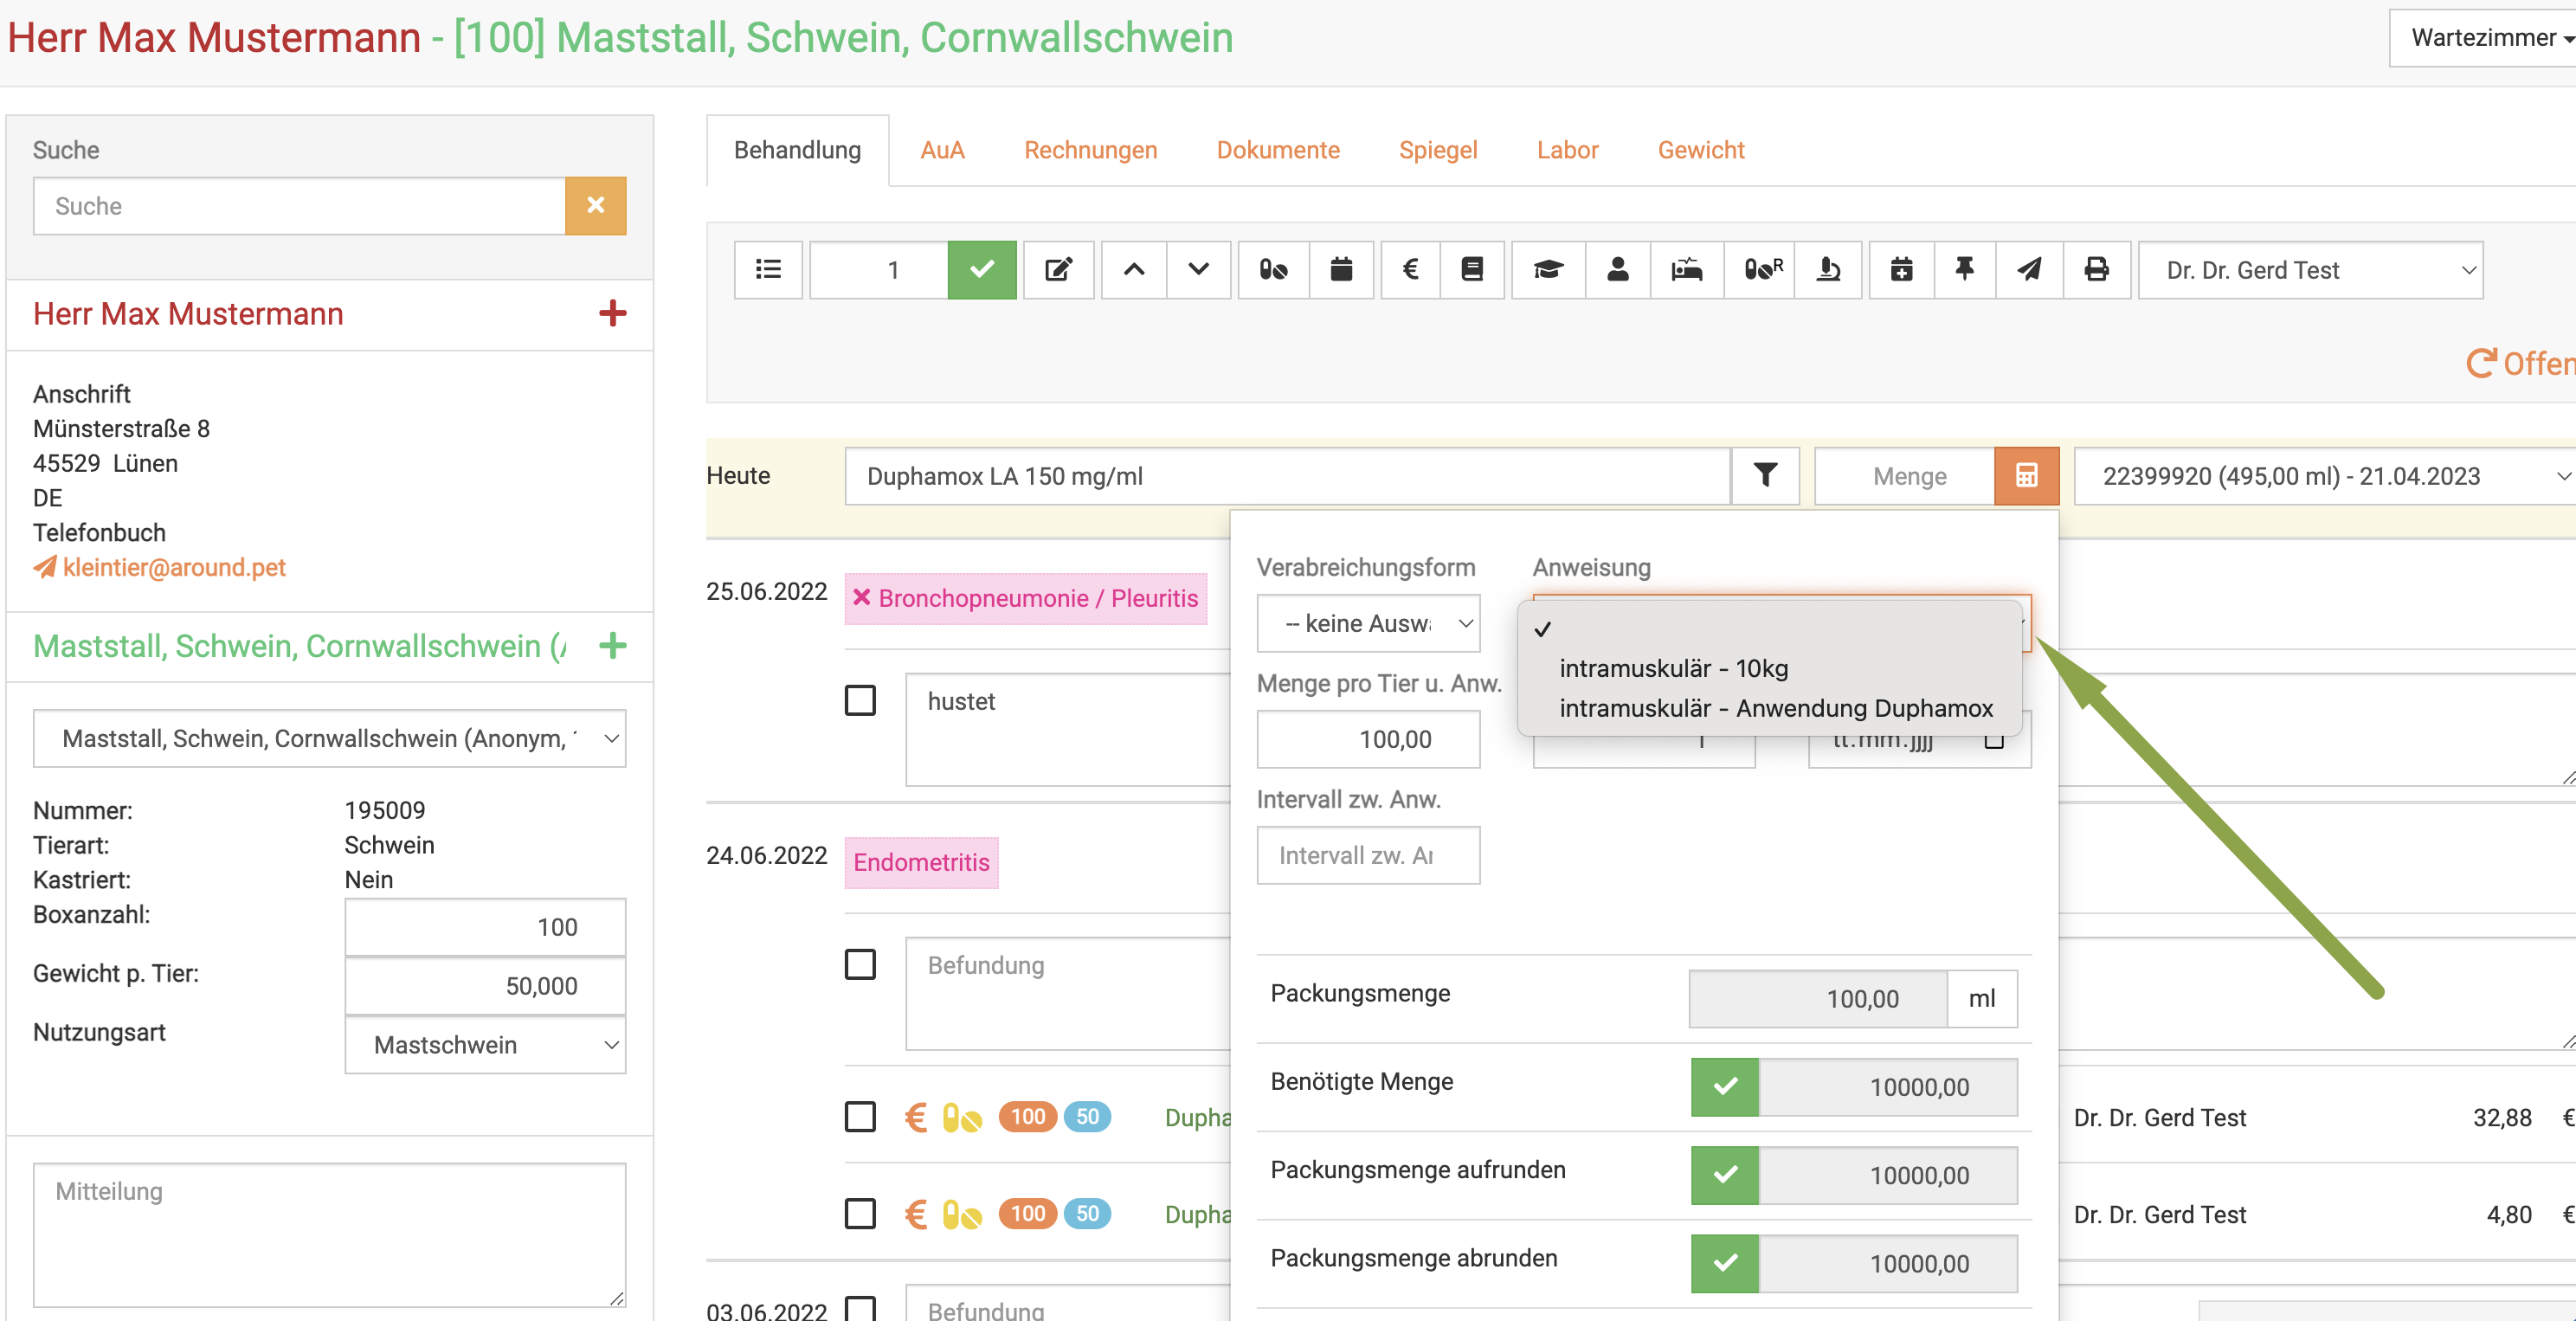 Herr Max Mustermann - [100] Maststall, Schwein, Cornwallschwein
Wartezimmer
Suche
Suche
Herr Max Mustermann
Anschrift
Münsterstraße 8
45529 Lünen
DE
Telefonbuch
kleintier@around.pet
Maststall, Schwein, Cornwallschwein (
Maststall, Schwein, Cornwallschwein (Anonym,
Nummer: 195009
Tierart: Schwein
Kastriert: Nein
Boxanzahl: 100
Gewicht p. Tier: 50,000
Nutzungsart Mastschwein
Mitteilung
Behandlung AuA Rechnungen Dokumente Spiegel Labor Gewicht
1 € R Dr. Dr. Gerd Test
Offen
Heute Duphamox LA 150 mg/ml Menge 22399920 (495,00 ml) - 21.04.2023
25.06.2022 Bronchopneumonie / Pleuritis
hustet
24.06.2022 Endometritis
Befundung
€ 100 50 Dupha Dr. Dr. Gerd Test 32,88 €
€ 100 50 Dupha Dr. Dr. Gerd Test 4,80 €
03.06.2022 Befundung
Verabreichungsform Anweisung
-- keine Ausw
intramuskulär - 10kg
intramuskulär - Anwendung Duphamox
Menge pro Tier u. Anw.
100,00 1 tt.mm.jjjj
Intervall zw. Anw.
Intervall zw. Ar
Packungsmenge 100,00 ml
Benötigte Menge 10000,00
Packungsmenge aufrunden 10000,00
Packungsmenge abrunden 10000,00